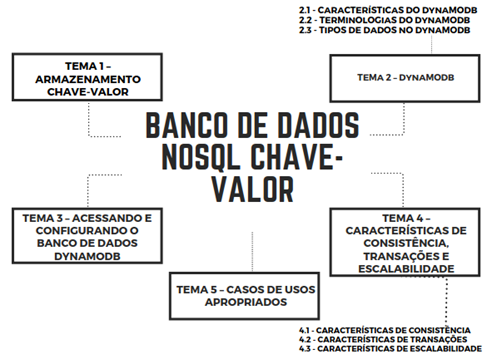 2.1 - CARACTERÍSTICAS DO DYNAMODB
2.2 - TERMINOLOGIAS DO DYNAMODB
2.3 - TIPOS DE DADOS NO DYNAMODB
TEMA 1 –
ARMAZENAMENTO
CHAVE-VALOR
TEMA 2 – DYNAMODB
BANCO DE DADOS
NOSQL CHAVE-
VALOR
TEMA 3 – ACESSANDO E
CONFIGURANDO O
BANCO DE DADOS
DYNAMODB
TEMA 4 –
CARACTERÍSTICAS DE
CONSISTÊNCIA,
TRANSAÇÕES E
ESCALABILIDADE
TEMA 5 – CASOS DE USOS
APROPRIADOS
4.1 - CARACTERÍSTICAS DE CONSISTÊNCIA
4.2 - CARACTERÍSTICAS DE TRANSAÇÕES
4.3 - CARACTERÍSTICAS DE ESCALABILIDADE